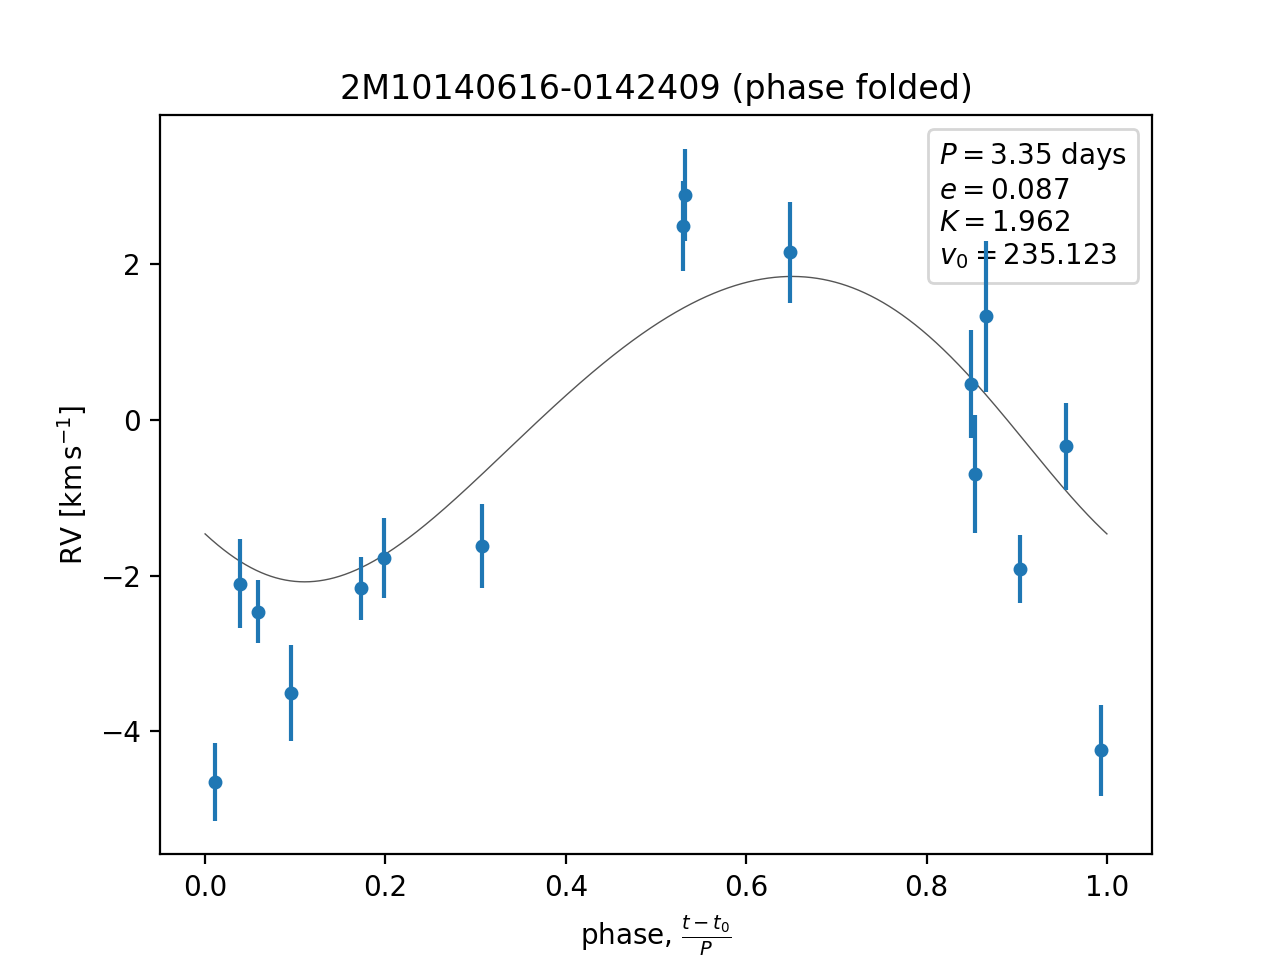 2M10140616-0142409 (phase folded)
P = 3.35 days
e = 0.087
K = 1.962
v₀ = 235.123
RV [km s⁻¹]
2
0
−2
−4
0.0 0.2 0.4 0.6 0.8 1.0
phase, (t − t₀)/P